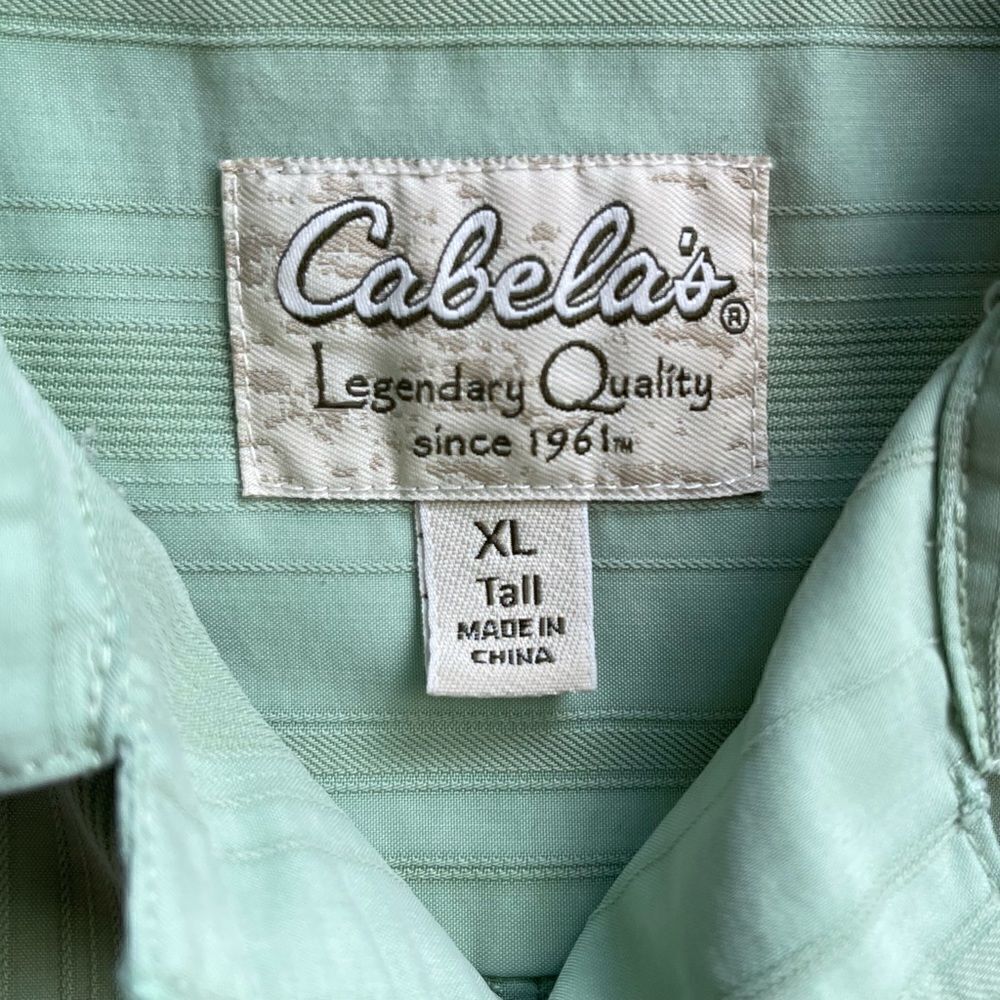 Cabela's®
Legendary Quality
since 1961™
XL
Tall
MADE IN
CHINA